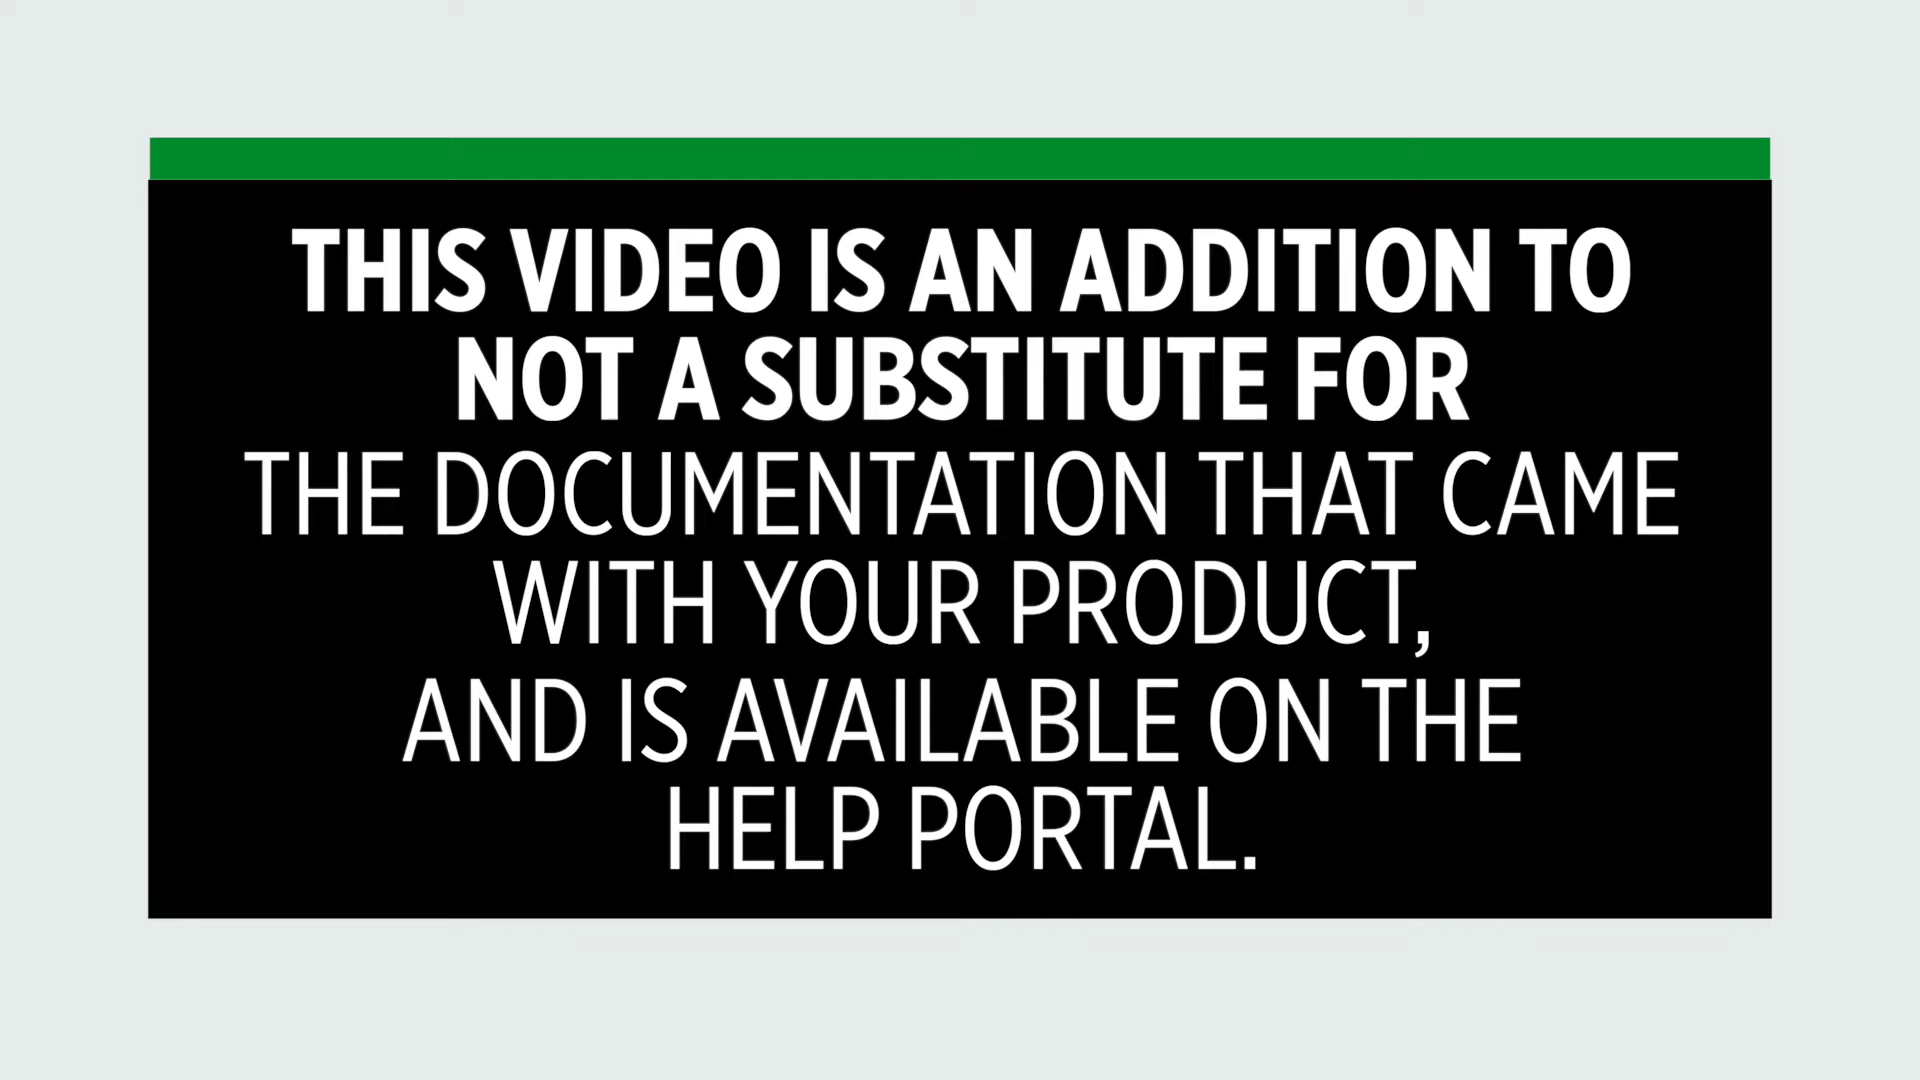 THIS VIDEO IS AN ADDITION TO
NOT A SUBSTITUTE FOR
THE DOCUMENTATION THAT CAME
WITH YOUR PRODUCT,
AND IS AVAILABLE ON THE
HELP PORTAL.